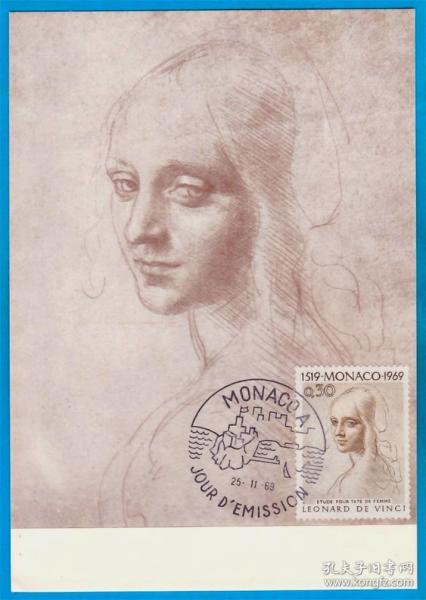 1519-MONACO-1969
0,30
ETUDE POUR TETE DE FEMME
LEONARD DE VINCI
MONACO-A
25-11-69
JOUR D'EMISSION
孔夫子旧书网
www.kongfz.com